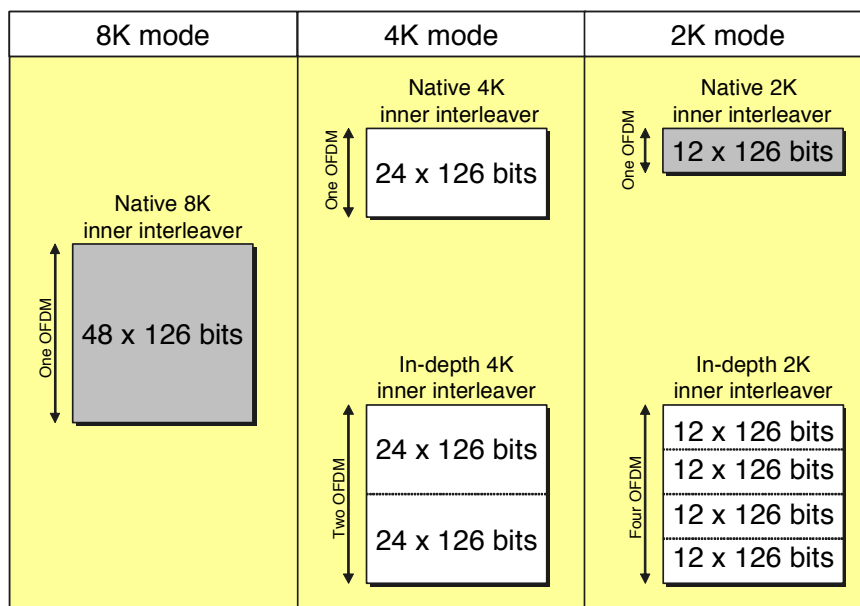 8K mode
4K mode
2K mode
Native 8K
inner interleaver
One OFDM
48 x 126 bits
Native 4K
inner interleaver
One OFDM
24 x 126 bits
In-depth 4K
inner interleaver
Two OFDM
24 x 126 bits
24 x 126 bits
Native 2K
inner interleaver
One OFDM
12 x 126 bits
In-depth 2K
inner interleaver
Four OFDM
12 x 126 bits
12 x 126 bits
12 x 126 bits
12 x 126 bits